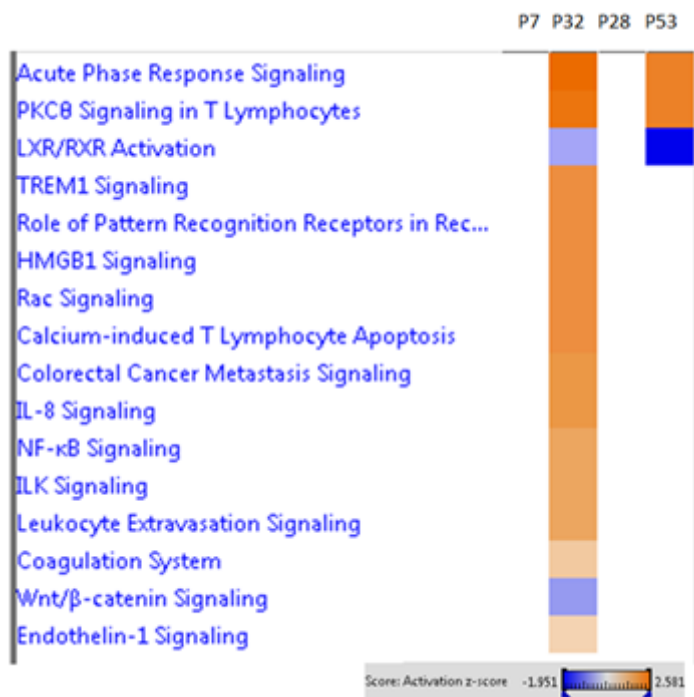 P7 P32 P28 P53
Acute Phase Response Signaling
PKCθ Signaling in T Lymphocytes
LXR/RXR Activation
TREM1 Signaling
Role of Pattern Recognition Receptors in Rec...
HMGB1 Signaling
Rac Signaling
Calcium-induced T Lymphocyte Apoptosis
Colorectal Cancer Metastasis Signaling
IL-8 Signaling
NF-κB Signaling
ILK Signaling
Leukocyte Extravasation Signaling
Coagulation System
Wnt/β-catenin Signaling
Endothelin-1 Signaling
Score: Activation z-score -1.951 2.581